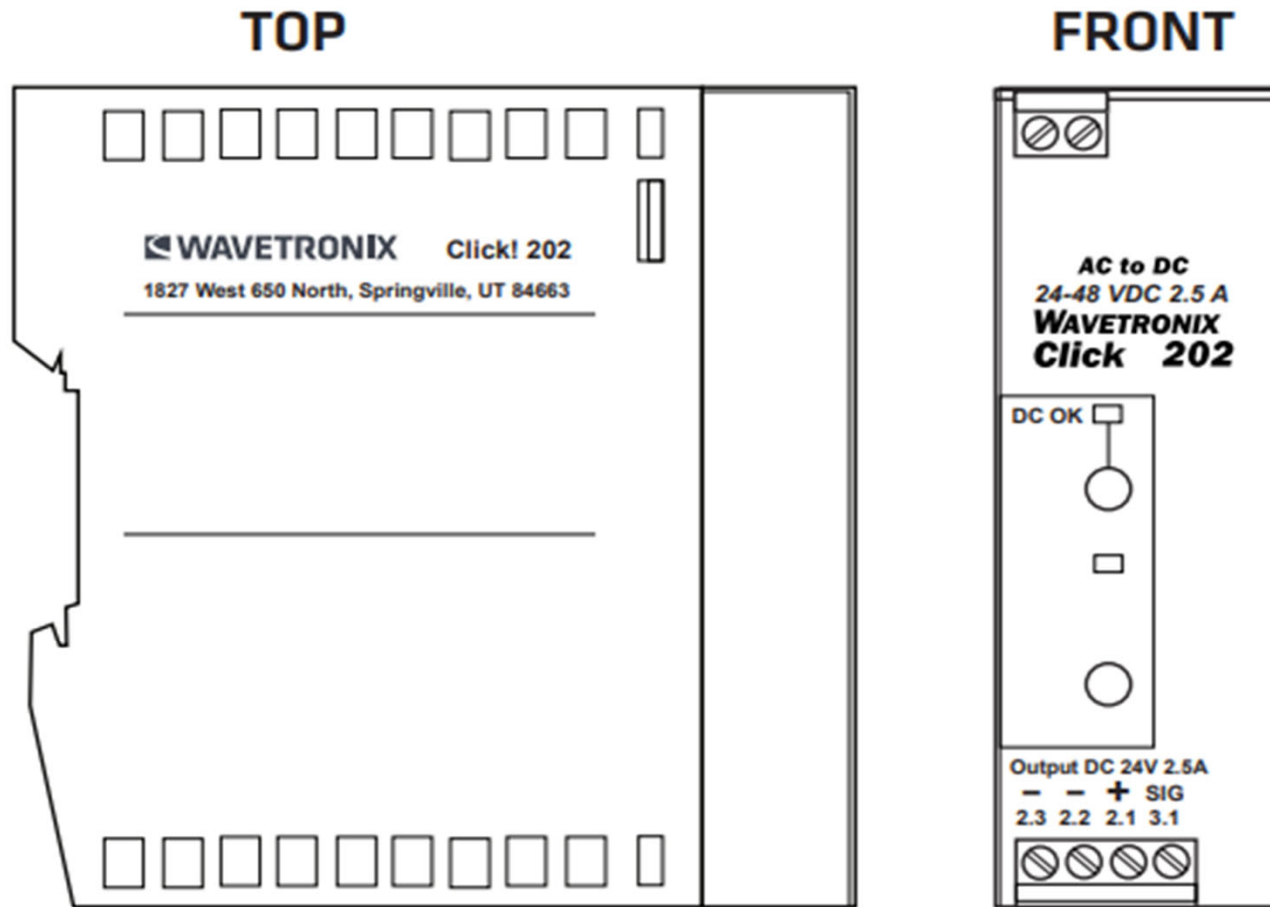 TOP
WAVETRONIX Click! 202
1827 West 650 North, Springville, UT 84663
FRONT
AC to DC
24-48 VDC 2.5 A
WAVETRONIX
Click 202
DC OK
Output DC 24V 2.5A
− − + SIG
2.3 2.2 2.1 3.1